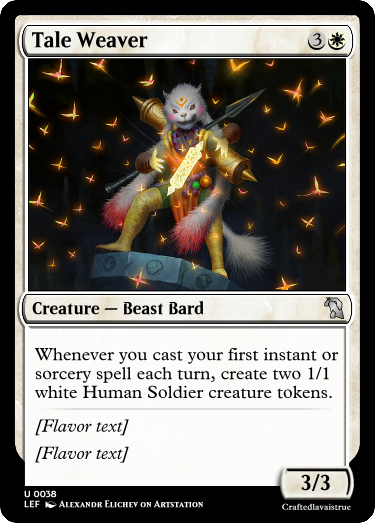 Tale Weaver 3
Creature — Beast Bard
Whenever you cast your first instant or
sorcery spell each turn, create two 1/1
white Human Soldier creature tokens.
[Flavor text]
[Flavor text]
3/3
U 0038
LEF Alexandr Elichev on Artstation
Craftedlavaistrue